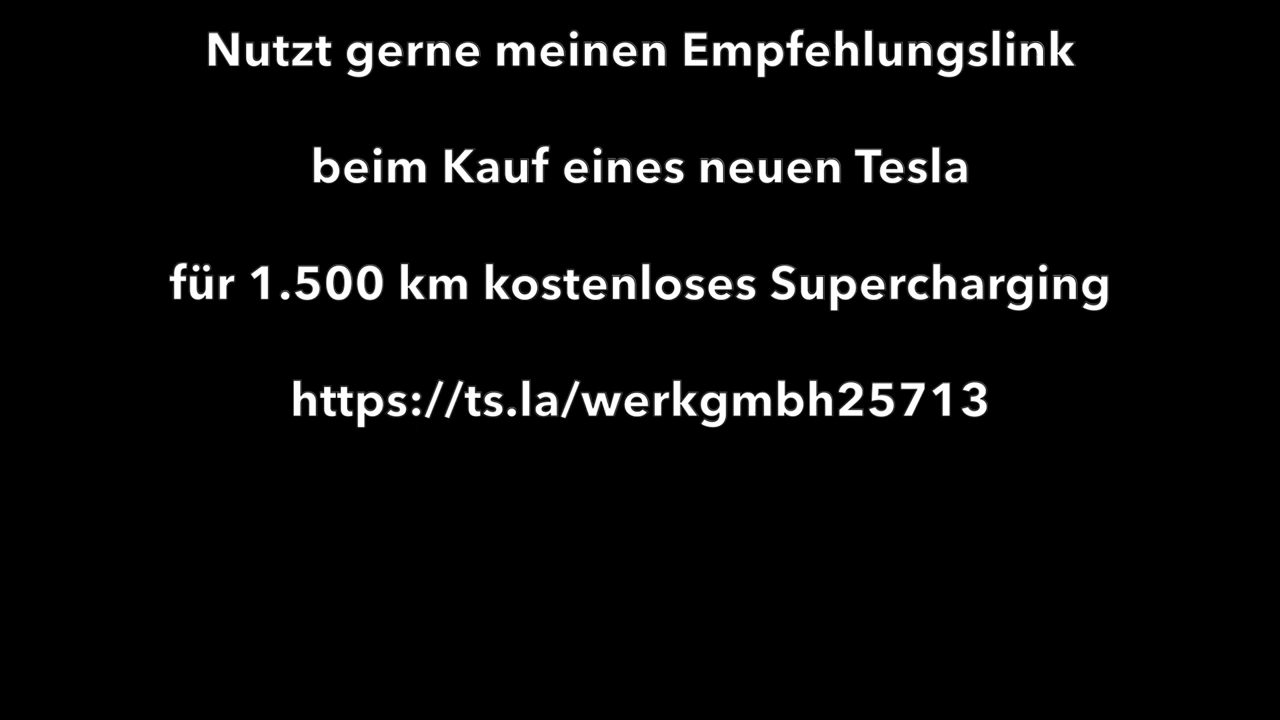 Nutzt gerne meinen Empfehlungslink
beim Kauf eines neuen Tesla
für 1.500 km kostenloses Supercharging
https://ts.la/werkgmbh25713